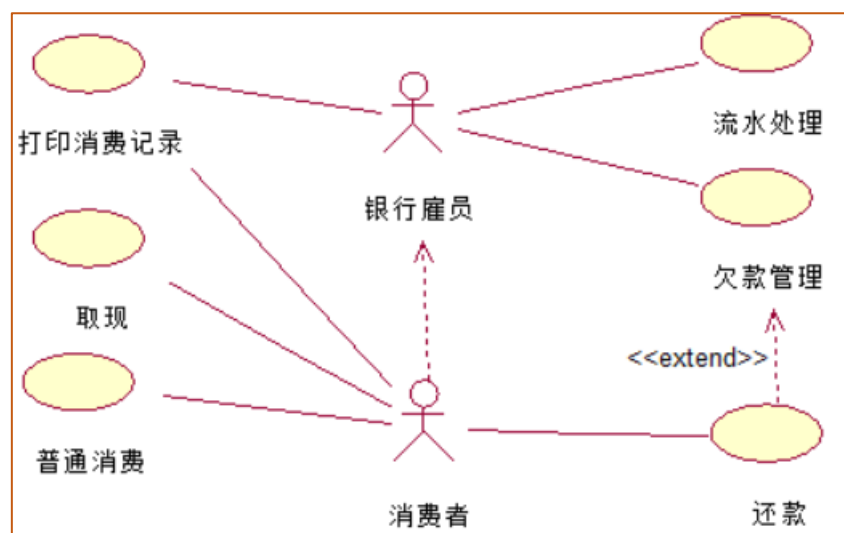 打印消费记录
流水处理
银行雇员
欠款管理
取现
<<extend>>
普通消费
消费者
还款